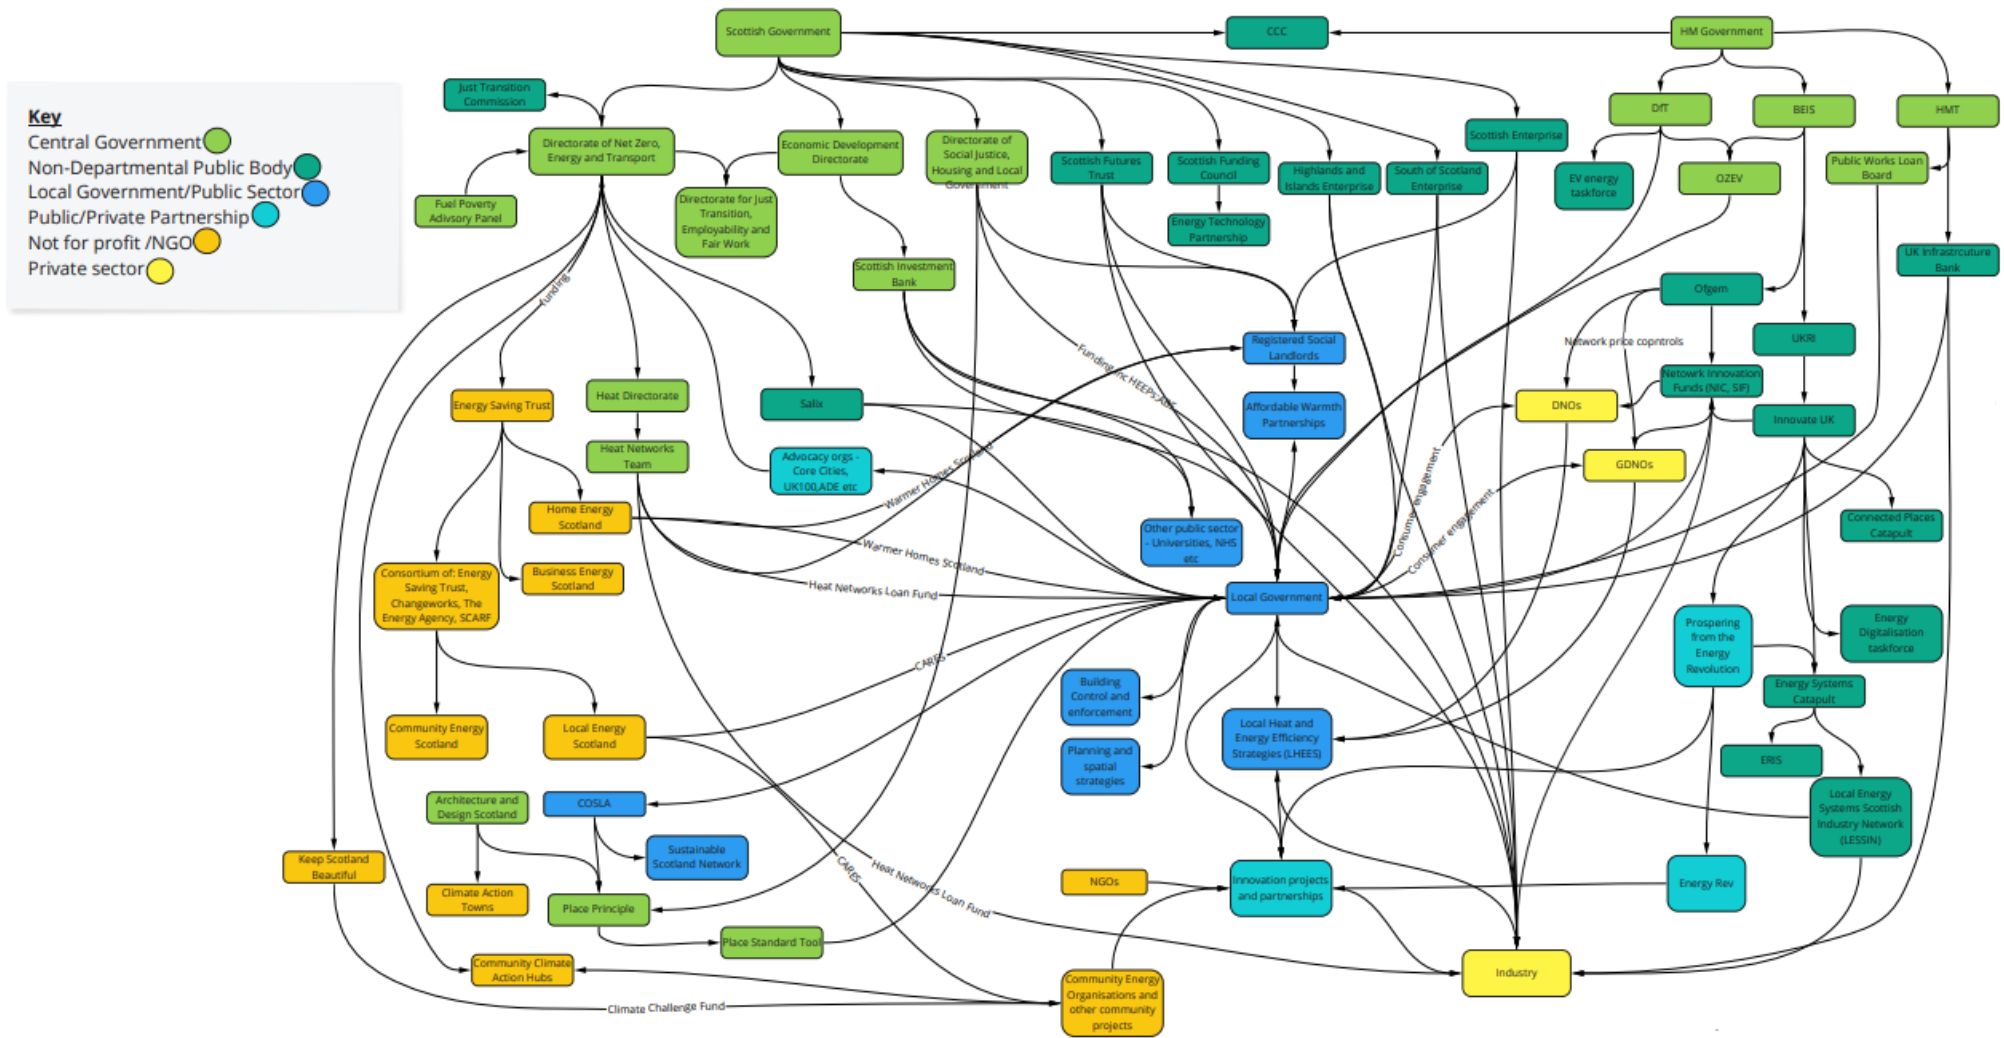 Scottish Government
CCC
HM Government
Key
Central Government
Non-Departmental Public Body
Local Government/Public Sector
Public/Private Partnership
Not for profit /NGO
Private sector
Just Transition
Commission
Directorate of Net Zero,
Energy and Transport
Economic Development
Directorate
Directorate of
Social Justice,
Housing and Local
Government
Scottish Futures
Trust
Scottish Funding
Council
Highlands and
Islands Enterprise
South of Scotland
Enterprise
Scottish Enterprise
DfT
BEIS
HMT
EV energy
taskforce
OZEV
Public Works Loan
Board
Fuel Poverty
Adivsory Panel
Directorate for Just
Transition,
Employability and
Fair Work
Energy Technology
Partnership
Scottish Investment
Bank
UK Infrastrcuture
Bank
Ofgem
funding
Registered Social
Landlords
Network price copntrols
UKRI
Funding inc HEEPs:ABF
Netowrk Innovation
Funds (NIC, SIF)
Energy Saving Trust
Heat Directorate
Salix
Affordable Warmth
Partnerships
DNOs
Innovate UK
Heat Networks
Team
Advocacy orgs -
Core Cities,
UK100,ADE etc
GDNOs
Warmer Homes Scotland
Consumer engagement
Consumer engagement
Home Energy
Scotland
Other public sector
- Universities, NHS
etc
Connected Places
Catapult
Warmer Homes Scotland
Consortium of: Energy
Saving Trust,
Changeworks, The
Energy Agency, SCARF
Business Energy
Scotland
Heat Networks Loan Fund
Local Government
Prospering
from the
Energy
Revolution
Energy
Digitalisation
taskforce
CARES
Building
Control and
enforcement
Energy Systems
Catapult
Community Energy
Scotland
Local Energy
Scotland
Local Heat and
Energy Efficiency
Strategies (LHEES)
Planning and
spatial
strategies
ERIS
Architecture and
Design Scotland
COSLA
Local Energy
Systems Scottish
Industry Network
(LESSIN)
Sustainable
Scotland Network
Keep Scotland
Beautiful
CARES
Heat Networks Loan Fund
NGOs
Innovation projects
and partnerships
Energy Rev
Climate Action
Towns
Place Principle
Place Standard Tool
Community Climate
Action Hubs
Industry
Community Energy
Organisations and
other community
projects
Climate Challenge Fund